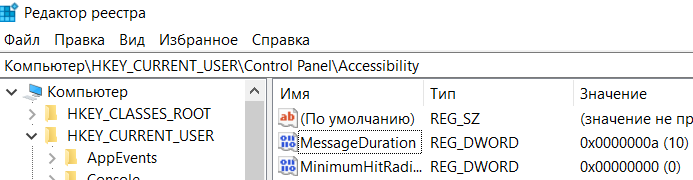 Редактор реестра
Файл Правка Вид Избранное Справка
Компьютер\HKEY_CURRENT_USER\Control Panel\Accessibility
Компьютер
HKEY_CLASSES_ROOT
HKEY_CURRENT_USER
AppEvents
Console
Имя Тип Значение
(По умолчанию) REG_SZ (значение не пр
MessageDuration REG_DWORD 0x0000000a (10)
MinimumHitRadi... REG_DWORD 0x00000000 (0)